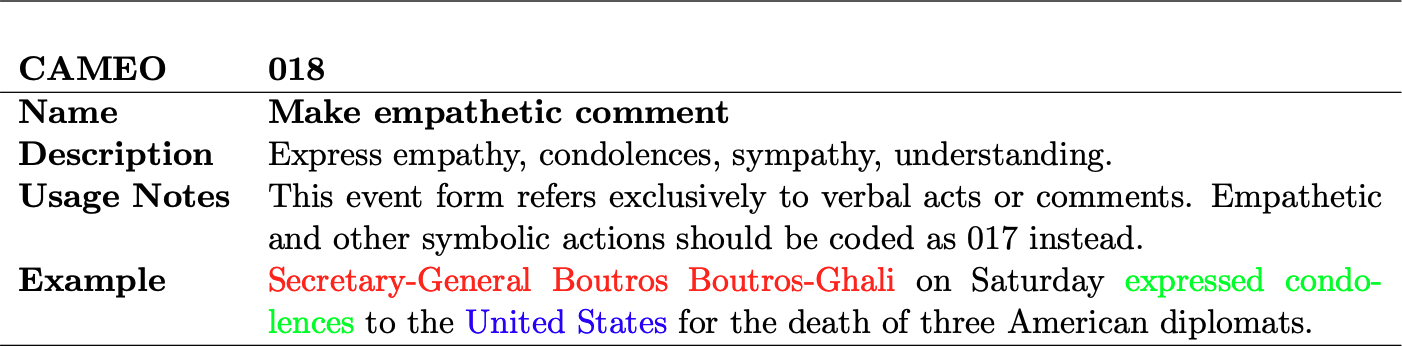 CAMEO 018
Name Make empathetic comment
Description Express empathy, condolences, sympathy, understanding.
Usage Notes This event form refers exclusively to verbal acts or comments. Empathetic
and other symbolic actions should be coded as 017 instead.
Example Secretary-General Boutros Boutros-Ghali on Saturday expressed condo-
lences to the United States for the death of three American diplomats.